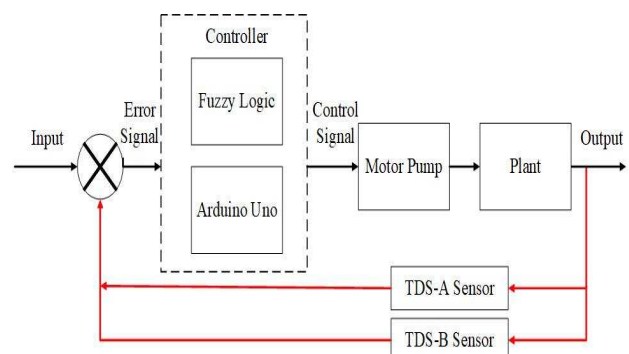 Controller
Fuzzy Logic
Error
Signal
Control
Signal
Input
Output
Motor Pump
Plant
Arduino Uno
TDS-A Sensor
TDS-B Sensor